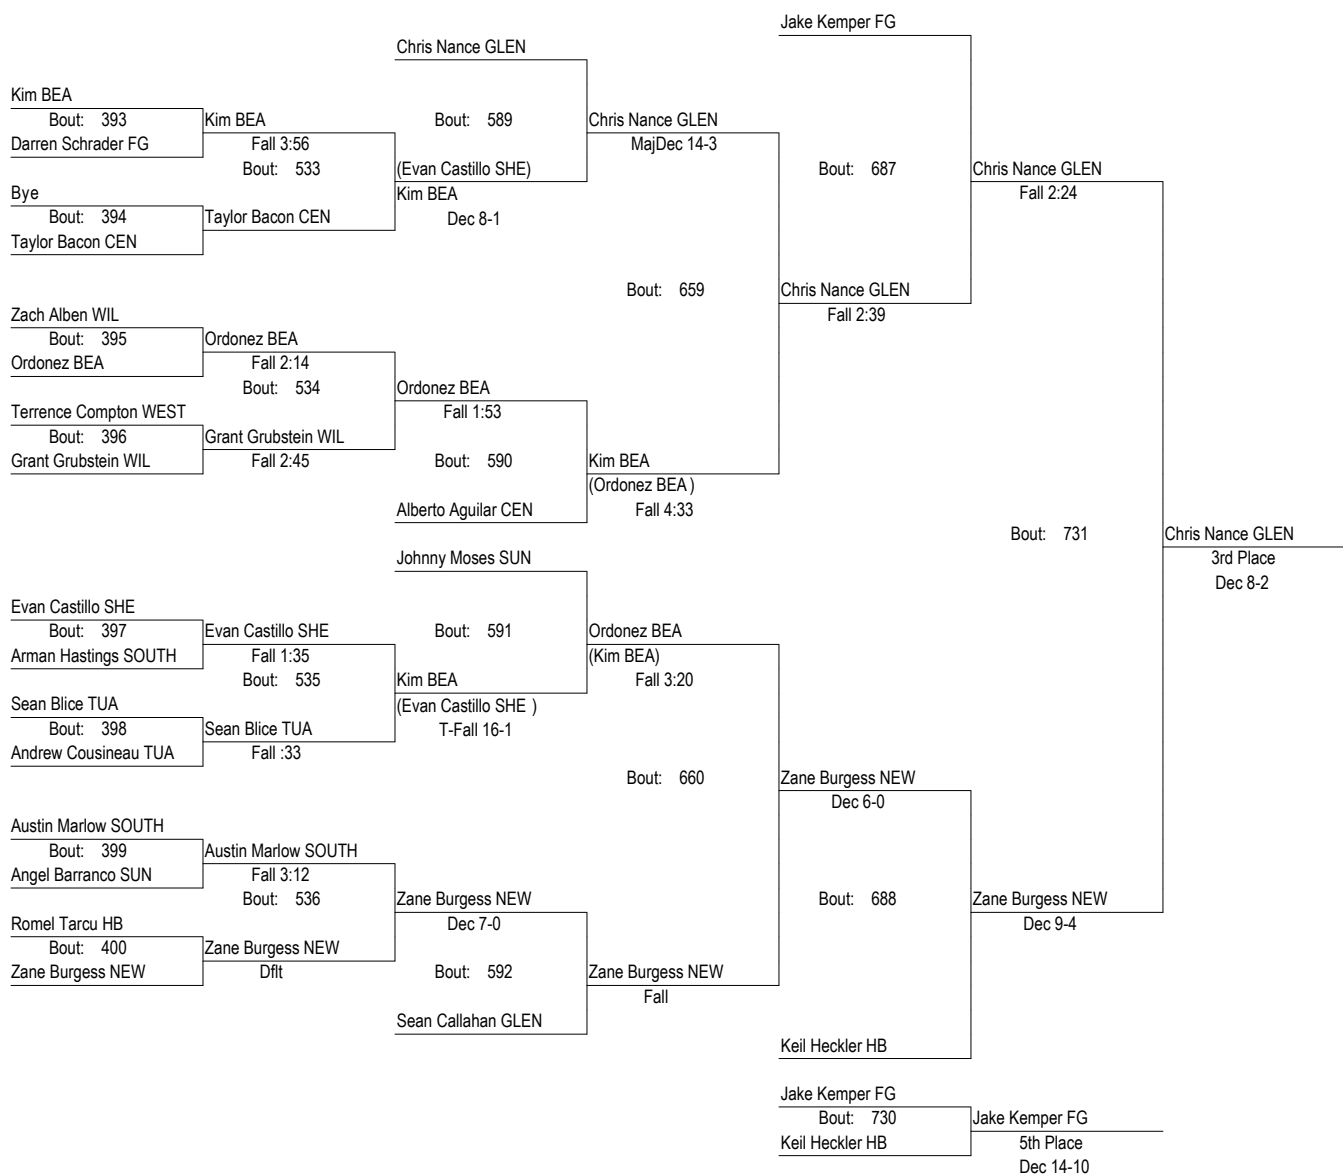 Jake Kemper FG
Chris Nance GLEN
Kim BEA
Bout: 393
Darren Schrader FG
Kim BEA
Fall 3:56
Bout: 533
Bout: 589
Chris Nance GLEN
MajDec 14-3
(Evan Castillo SHE)
Kim BEA
Dec 8-1
Bout: 687
Chris Nance GLEN
Fall 2:24
Bye
Bout: 394
Taylor Bacon CEN
Taylor Bacon CEN
Bout: 659
Chris Nance GLEN
Fall 2:39
Zach Alben WIL
Bout: 395
Ordonez BEA
Ordonez BEA
Fall 2:14
Bout: 534
Ordonez BEA
Fall 1:53
Terrence Compton WEST
Bout: 396
Grant Grubstein WIL
Grant Grubstein WIL
Fall 2:45
Bout: 590
Kim BEA
(Ordonez BEA )
Fall 4:33
Alberto Aguilar CEN
Bout: 731
Chris Nance GLEN
3rd Place
Dec 8-2
Johnny Moses SUN
Evan Castillo SHE
Bout: 397
Arman Hastings SOUTH
Evan Castillo SHE
Fall 1:35
Bout: 535
Bout: 591
Ordonez BEA
(Kim BEA)
Fall 3:20
Kim BEA
(Evan Castillo SHE )
T-Fall 16-1
Sean Blice TUA
Bout: 398
Andrew Cousineau TUA
Sean Blice TUA
Fall :33
Bout: 660
Zane Burgess NEW
Dec 6-0
Austin Marlow SOUTH
Bout: 399
Angel Barranco SUN
Austin Marlow SOUTH
Fall 3:12
Bout: 536
Zane Burgess NEW
Dec 7-0
Bout: 688
Zane Burgess NEW
Dec 9-4
Romel Tarcu HB
Bout: 400
Zane Burgess NEW
Zane Burgess NEW
Dflt
Bout: 592
Zane Burgess NEW
Fall
Sean Callahan GLEN
Keil Heckler HB
Jake Kemper FG
Bout: 730
Keil Heckler HB
Jake Kemper FG
5th Place
Dec 14-10